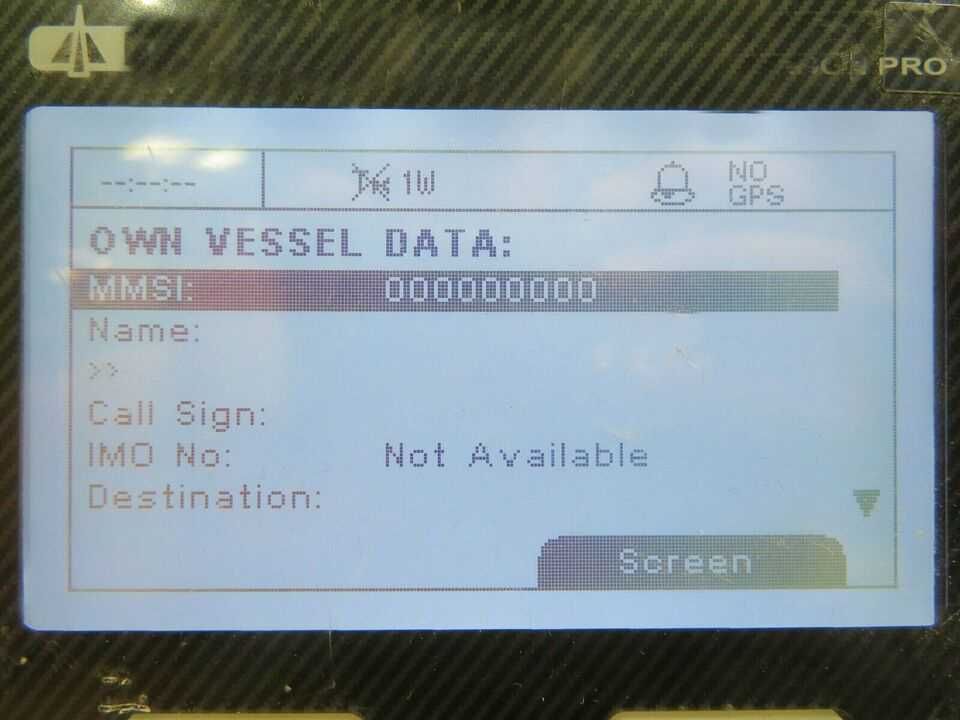 PRO
--:--:-- 1W NO GPS
OWN VESSEL DATA:
MMSI: 000000000
Name:
>>
Call Sign:
IMO No: Not Available
Destination:
Screen